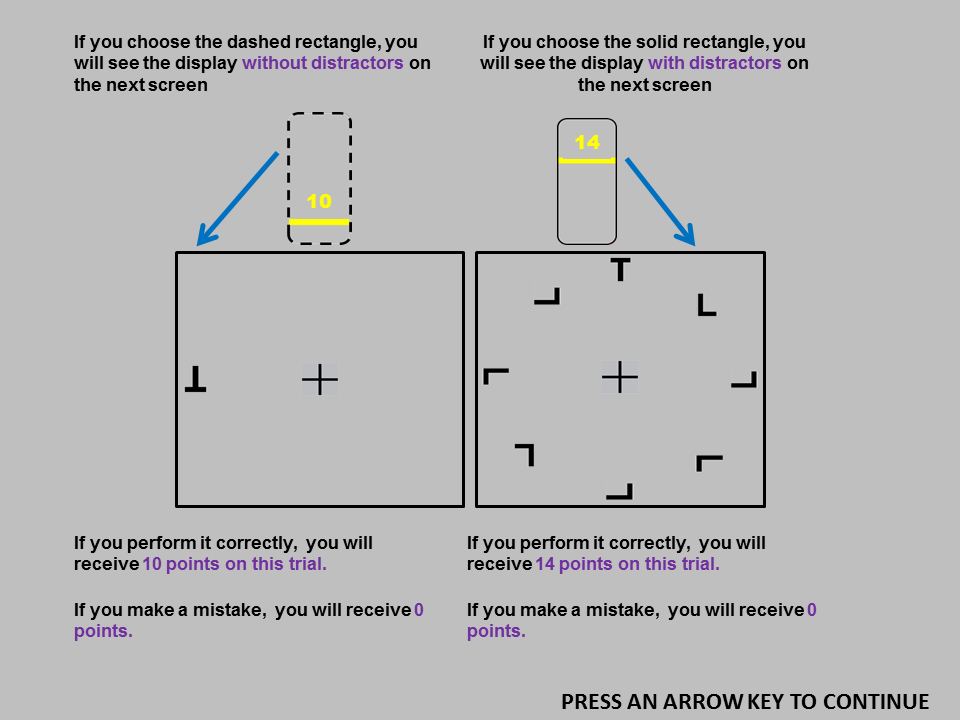 If you choose the dashed rectangle, you
will see the display without distractors on
the next screen
If you choose the solid rectangle, you
will see the display with distractors on
the next screen
10
14
T
L
T
If you perform it correctly, you will
receive 10 points on this trial.
If you make a mistake, you will receive 0
points.
If you perform it correctly, you will
receive 14 points on this trial.
If you make a mistake, you will receive 0
points.
PRESS AN ARROW KEY TO CONTINUE